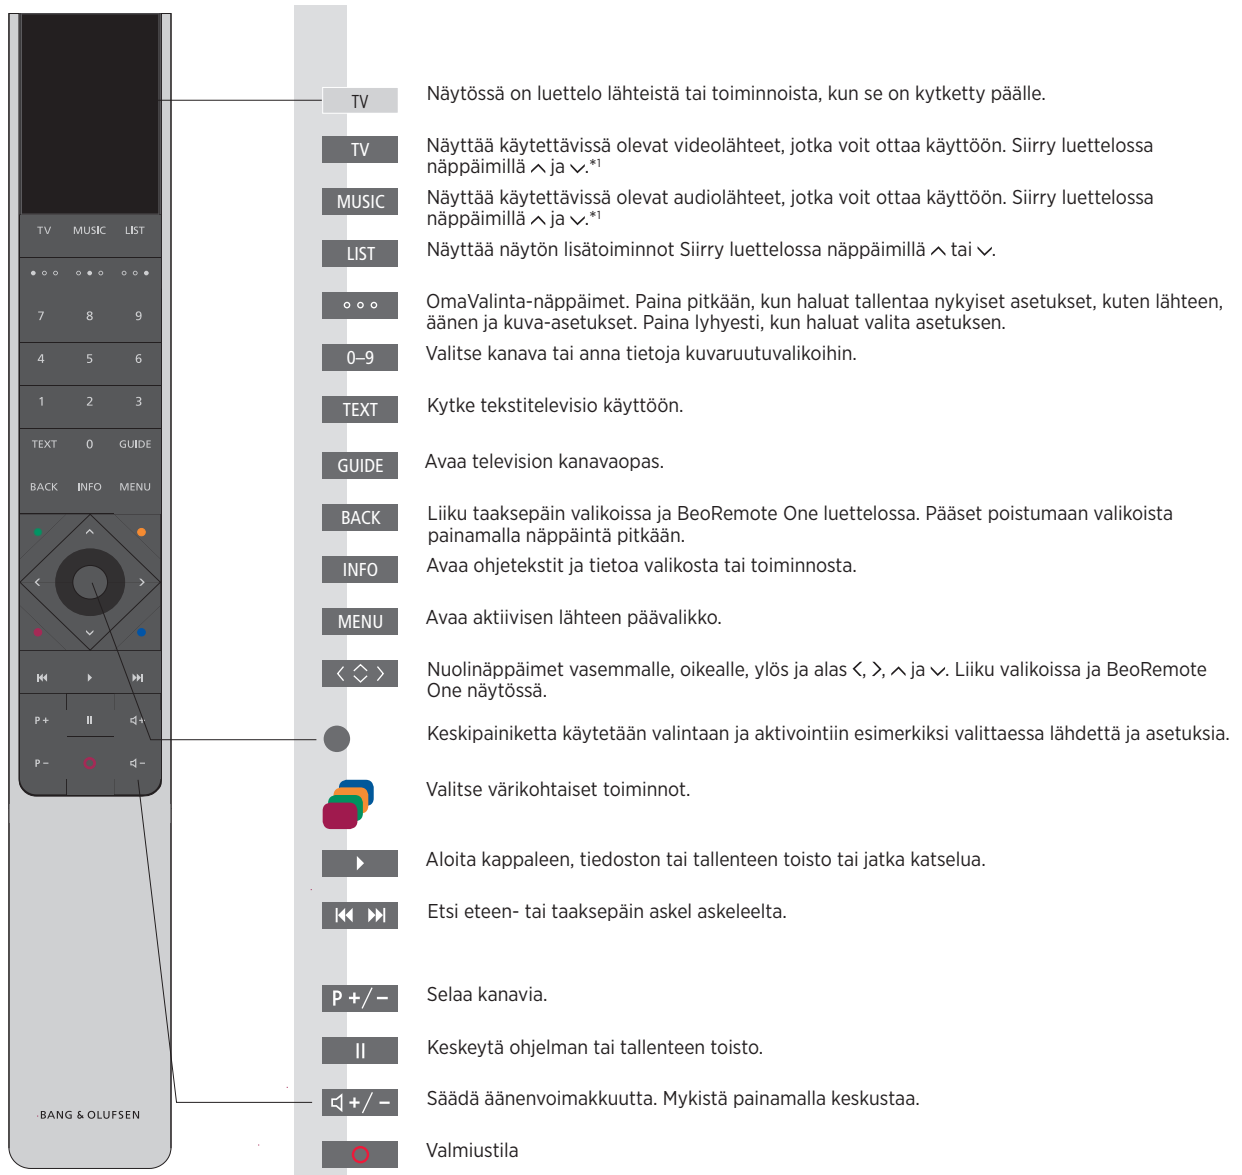 TV MUSIC LIST
7 8 9
4 5 6
1 2 3
TEXT 0 GUIDE
BACK INFO MENU
P+
P–
BANG & OLUFSEN
TV Näytössä on luettelo lähteistä tai toiminnoista, kun se on kytketty päälle.
TV Näyttää käytettävissä olevat videolähteet, jotka voit ottaa käyttöön. Siirry luettelossa
näppäimillä ︿ ja ﹀.*1
MUSIC Näyttää käytettävissä olevat audiolähteet, jotka voit ottaa käyttöön. Siirry luettelossa
näppäimillä ︿ ja ﹀.*1
LIST Näyttää näytön lisätoiminnot Siirry luettelossa näppäimillä ︿ tai ﹀.
OmaValinta-näppäimet. Paina pitkään, kun haluat tallentaa nykyiset asetukset, kuten lähteen,
äänen ja kuva-asetukset. Paina lyhyesti, kun haluat valita asetuksen.
0–9 Valitse kanava tai anna tietoja kuvaruutuvalikoihin.
TEXT Kytke tekstitelevisio käyttöön.
GUIDE Avaa television kanavaopas.
BACK Liiku taaksepäin valikoissa ja BeoRemote One luettelossa. Pääset poistumaan valikoista
painamalla näppäintä pitkään.
INFO Avaa ohjetekstit ja tietoa valikosta tai toiminnosta.
MENU Avaa aktiivisen lähteen päävalikko.
Nuolinäppäimet vasemmalle, oikealle, ylös ja alas く, >, ︿ ja ﹀. Liiku valikoissa ja BeoRemote
One näytössä.
Keskipainiketta käytetään valintaan ja aktivointiin esimerkiksi valittaessa lähdettä ja asetuksia.
Valitse värikohtaiset toiminnot.
Aloita kappaleen, tiedoston tai tallenteen toisto tai jatka katselua.
Etsi eteen- tai taaksepäin askel askeleelta.
P +/– Selaa kanavia.
Keskeytä ohjelman tai tallenteen toisto.
+/– Säädä äänenvoimakkuutta. Mykistä painamalla keskustaa.
Valmiustila